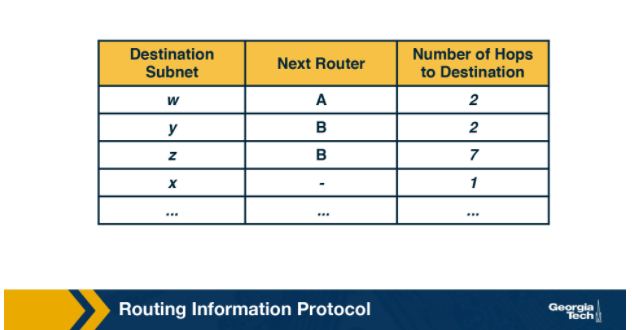 Destination Subnet Next Router Number of Hops to Destination
w A 2
y B 2
z B 7
x - 1
... ... ...
Routing Information Protocol
Georgia
Tech